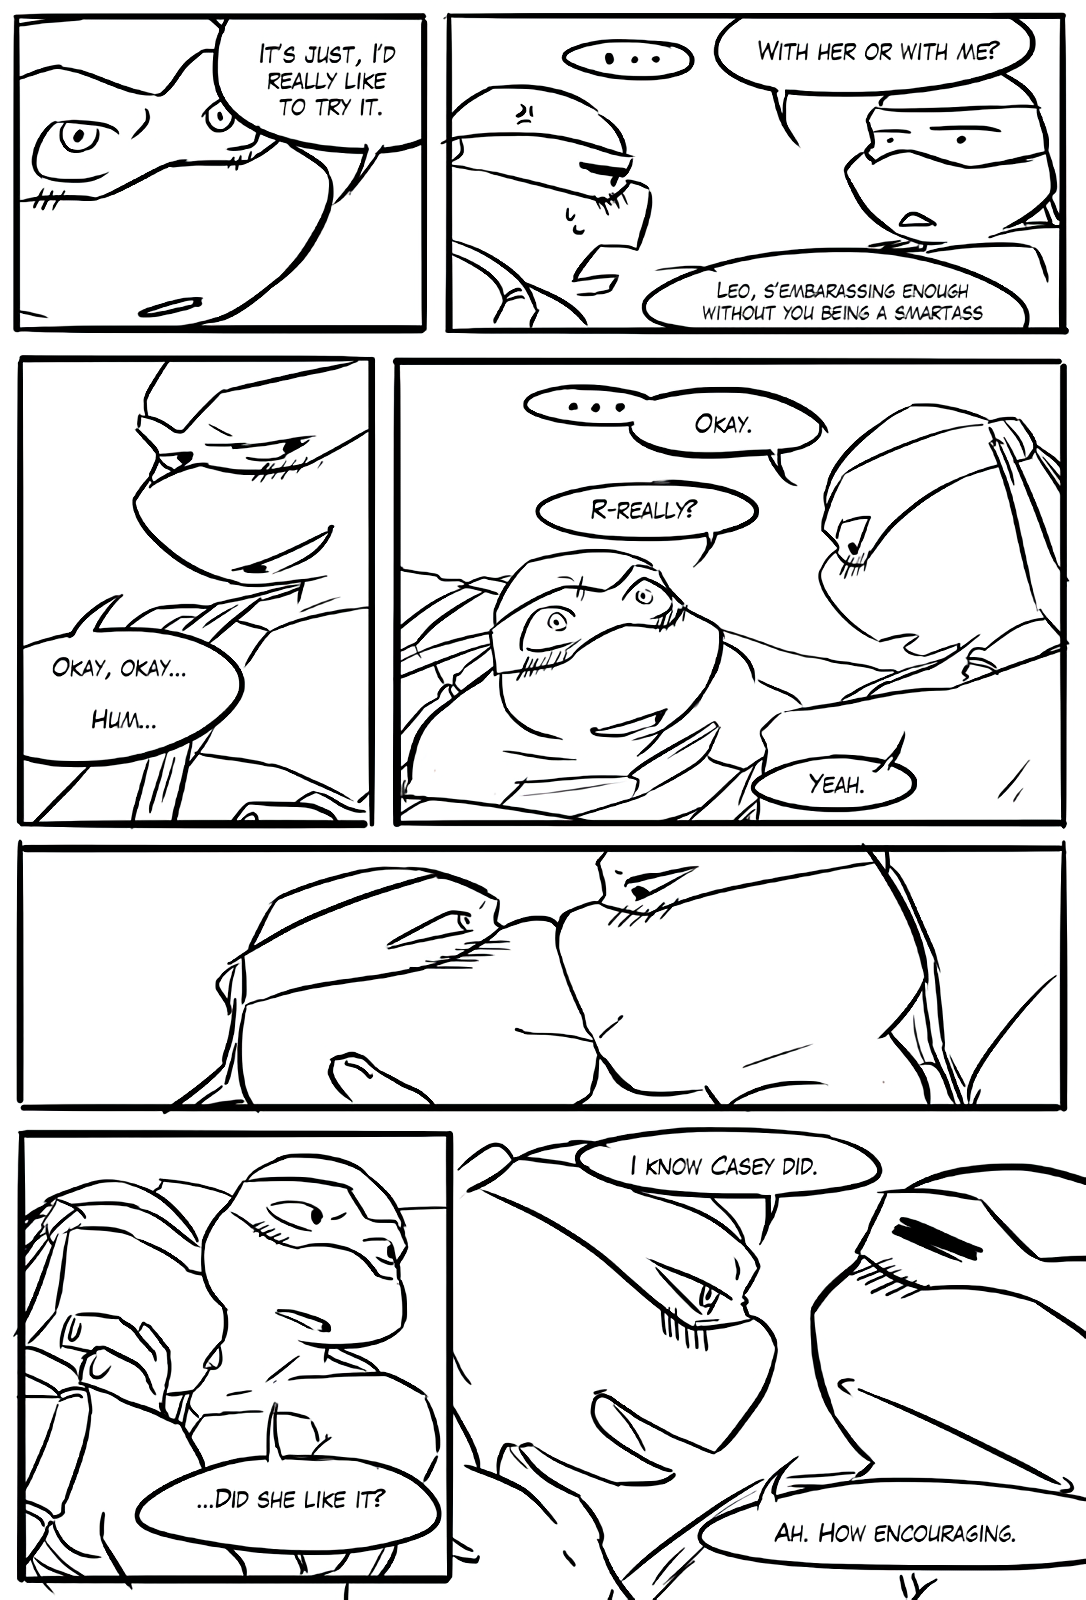 It's just, I'd
really like
to try it.
...
With her or with me?
Leo, s'embarassing enough
without you being a smartass
Okay, okay...
Hum...
...
Okay.
R-really?
Yeah.
...Did she like it?
I know Casey did.
Ah. How encouraging.